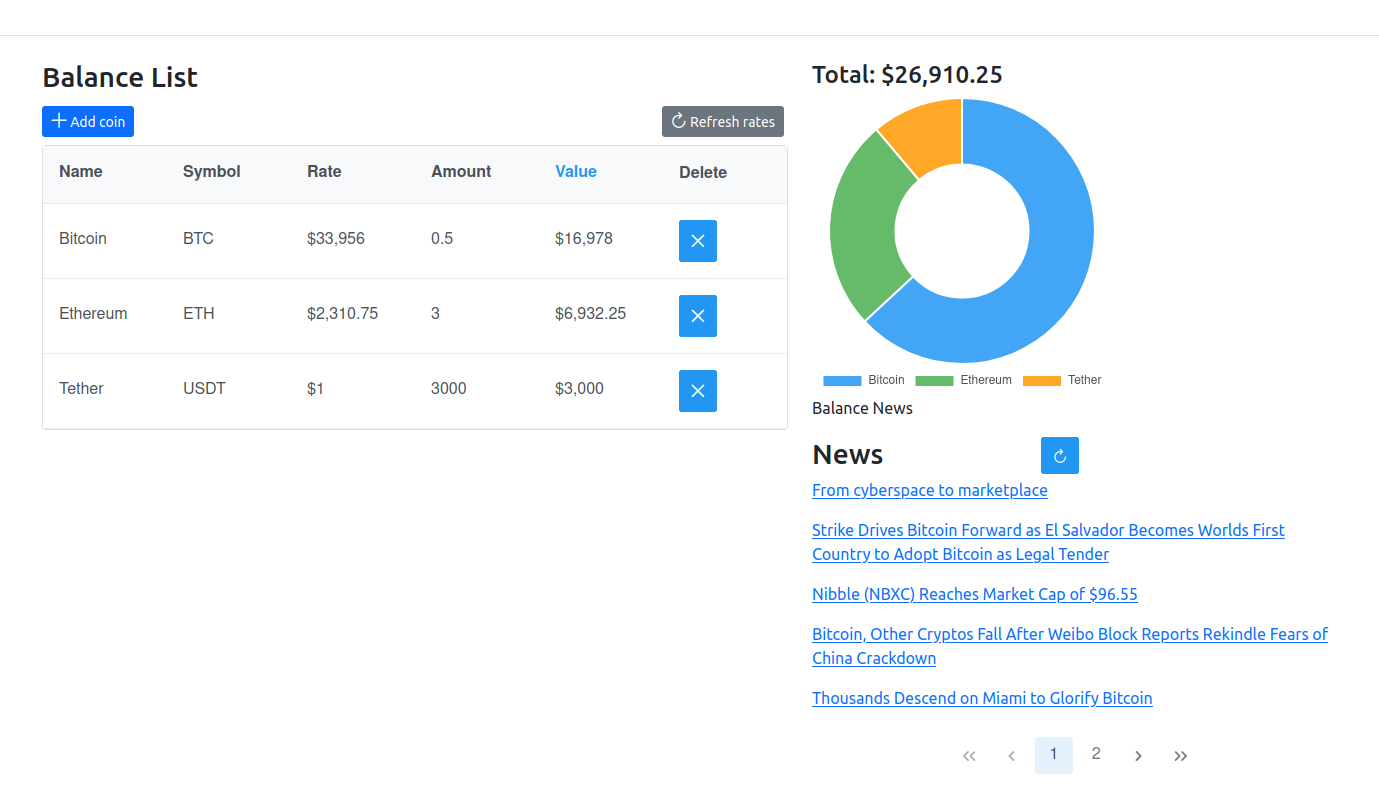 Balance List
Add coin
Refresh rates
Name Symbol Rate Amount Value Delete
Bitcoin BTC $33,956 0.5 $16,978
Ethereum ETH $2,310.75 3 $6,932.25
Tether USDT $1 3000 $3,000
Total: $26,910.25
Bitcoin Ethereum Tether
Balance News
News
From cyberspace to marketplace
Strike Drives Bitcoin Forward as El Salvador Becomes Worlds First
Country to Adopt Bitcoin as Legal Tender
Nibble (NBXC) Reaches Market Cap of $96.55
Bitcoin, Other Cryptos Fall After Weibo Block Reports Rekindle Fears of
China Crackdown
Thousands Descend on Miami to Glorify Bitcoin
1 2